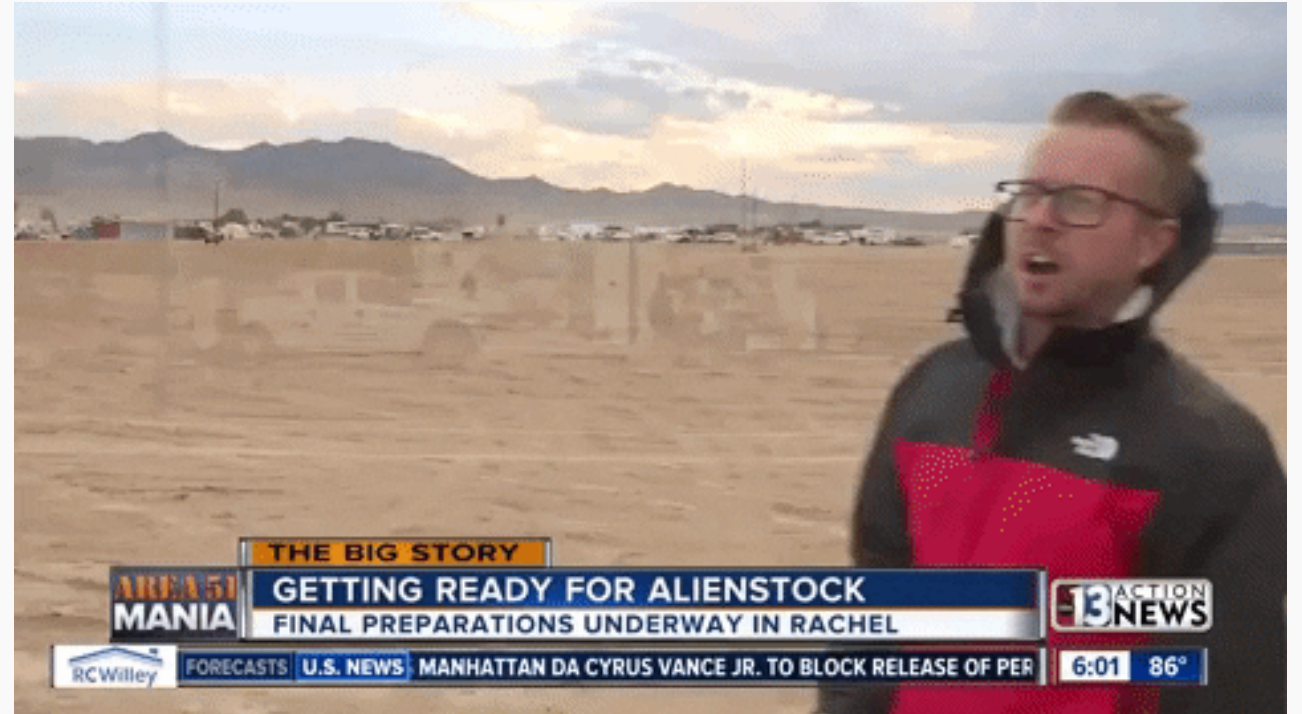 THE BIG STORY
AREA 51
MANIA
GETTING READY FOR ALIENSTOCK
FINAL PREPARATIONS UNDERWAY IN RACHEL
13 ACTION
NEWS
RC Willey
FORECASTS
U.S. NEWS
MANHATTAN DA CYRUS VANCE JR. TO BLOCK RELEASE OF PER
6:01
86°